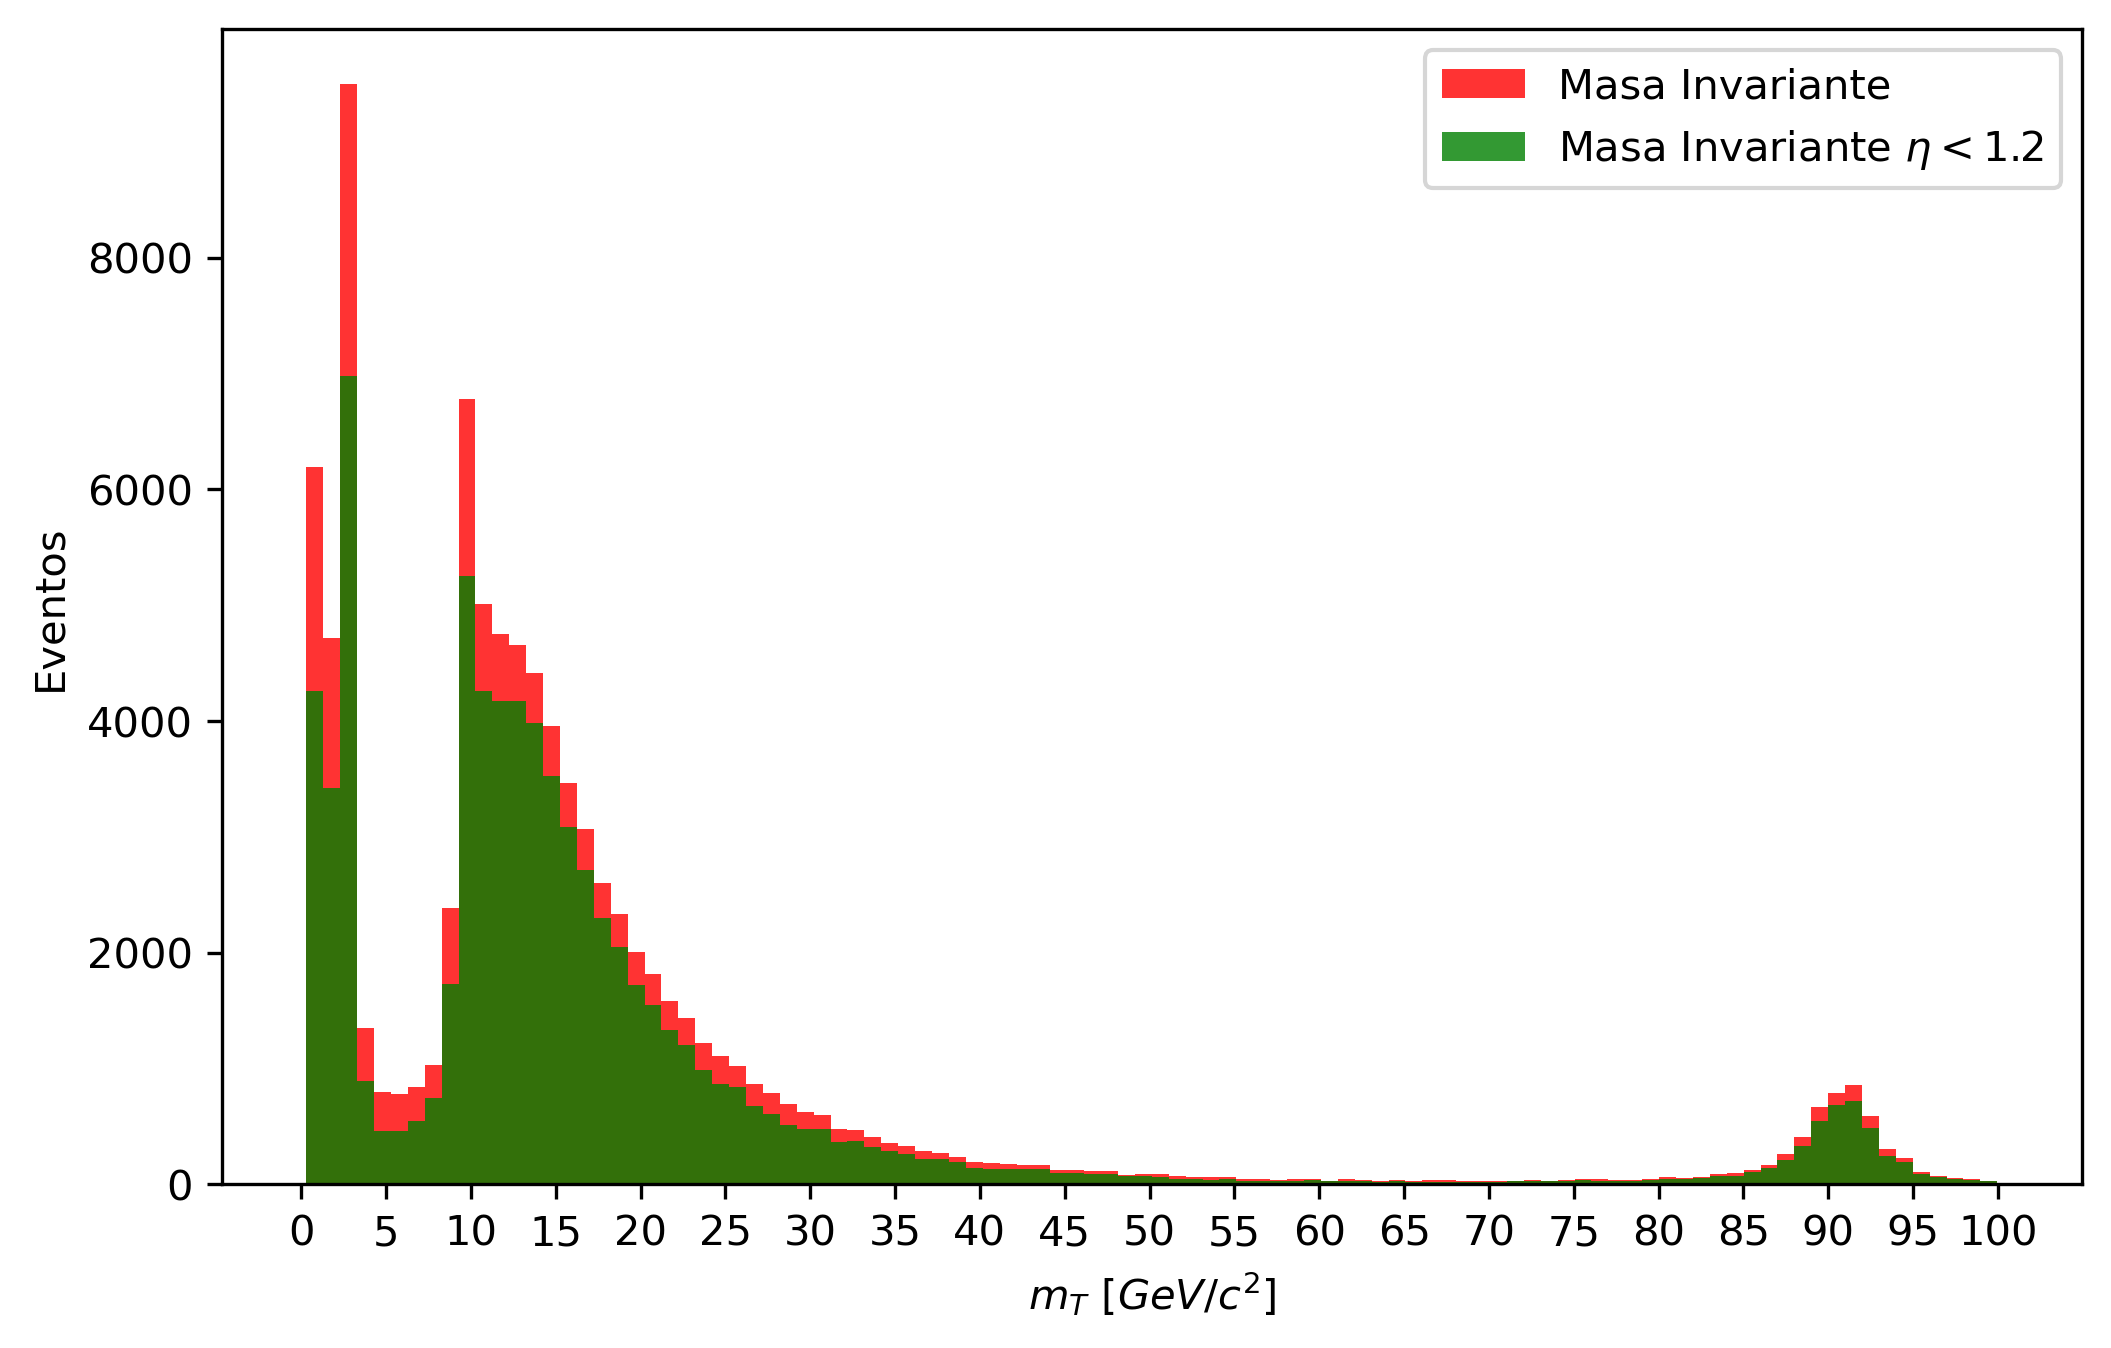 Masa Invariante
Masa Invariante η < 1.2
Eventos
8000
6000
4000
2000
0
0 5 10 15 20 25 30 35 40 45 50 55 60 65 70 75 80 85 90 95 100
m_T [GeV/c²]